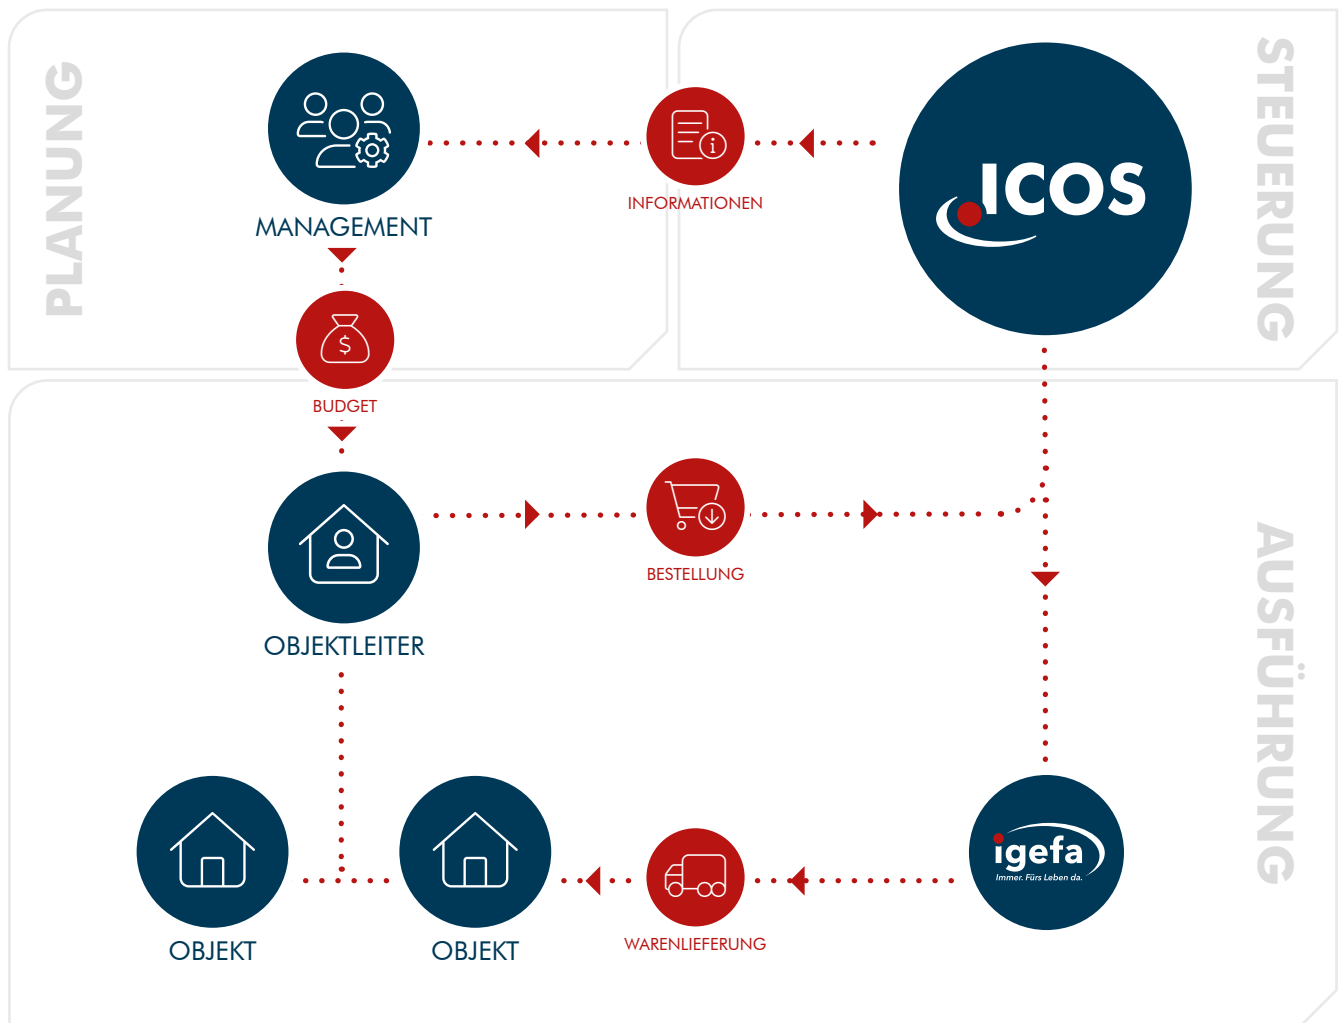 PLANUNG
STEUERUNG
.ICOS
INFORMATIONEN
MANAGEMENT
$
BUDGET
BESTELLUNG
OBJEKTLEITER
AUSFÜHRUNG
igefa
Immer. Fürs Leben da.
WARENLIEFERUNG
OBJEKT
OBJEKT